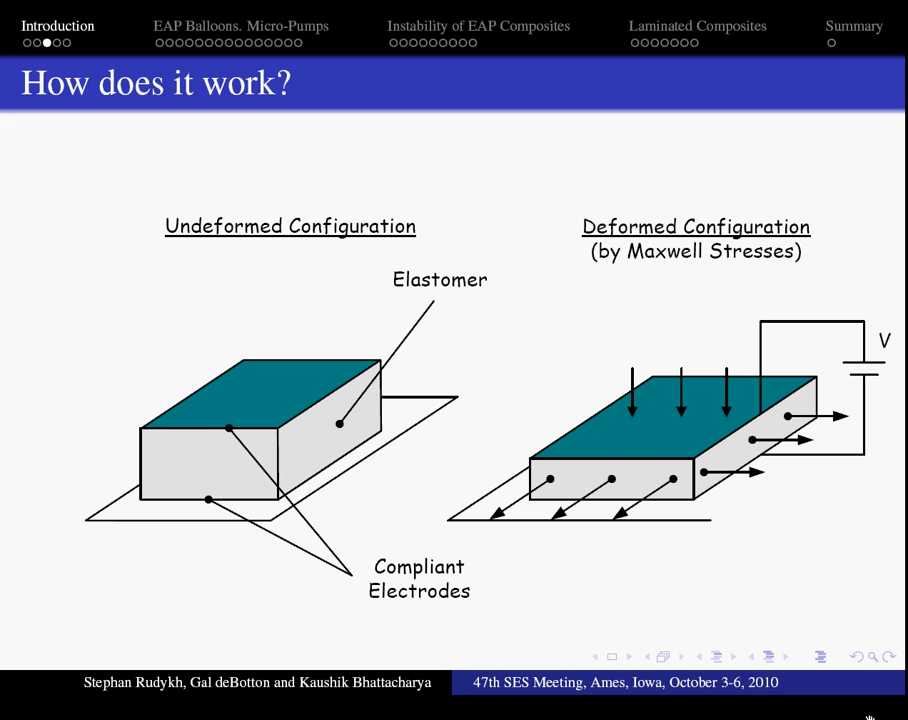 Introduction
EAP Balloons. Micro-Pumps
Instability of EAP Composites
Laminated Composites
Summary
How does it work?
Undeformed Configuration
Deformed Configuration
(by Maxwell Stresses)
Elastomer
V
Compliant
Electrodes
Stephan Rudykh, Gal deBotton and Kaushik Bhattacharya
47th SES Meeting, Ames, Iowa, October 3-6, 2010